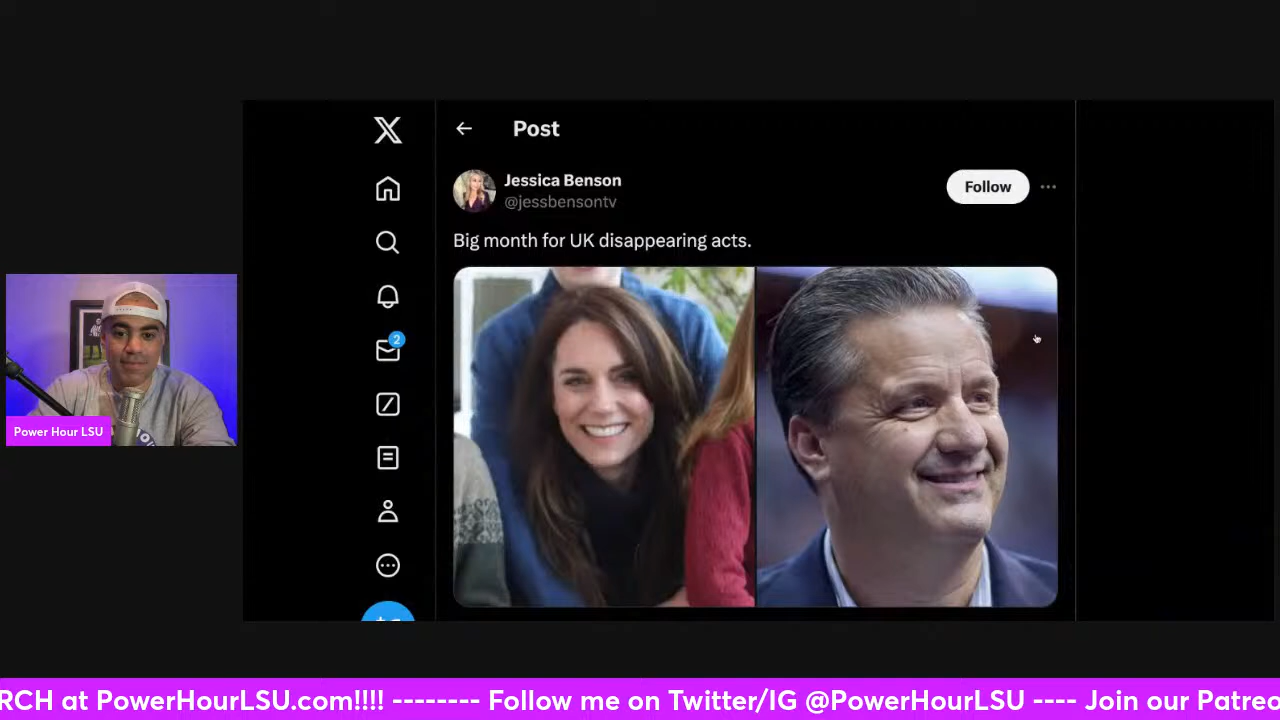 Post
Jessica Benson
@jessbensontv
Follow
Big month for UK disappearing acts.
2
Power Hour LSU
RCH at PowerHourLSU.com!!!! -------- Follow me on Twitter/IG @PowerHourLSU ---- Join our Patreo